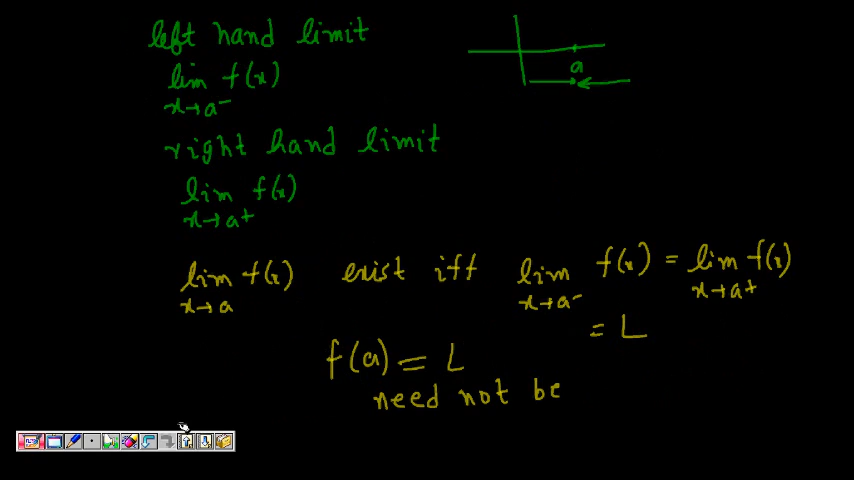 left hand limit
lim f(x)
x→a⁻
a
right hand limit
lim f(x)
x→a+
lim f(x) exist iff lim f(x) = lim f(x)
x→a x→a⁻ x→a+
= L
f(a) = L
need not be